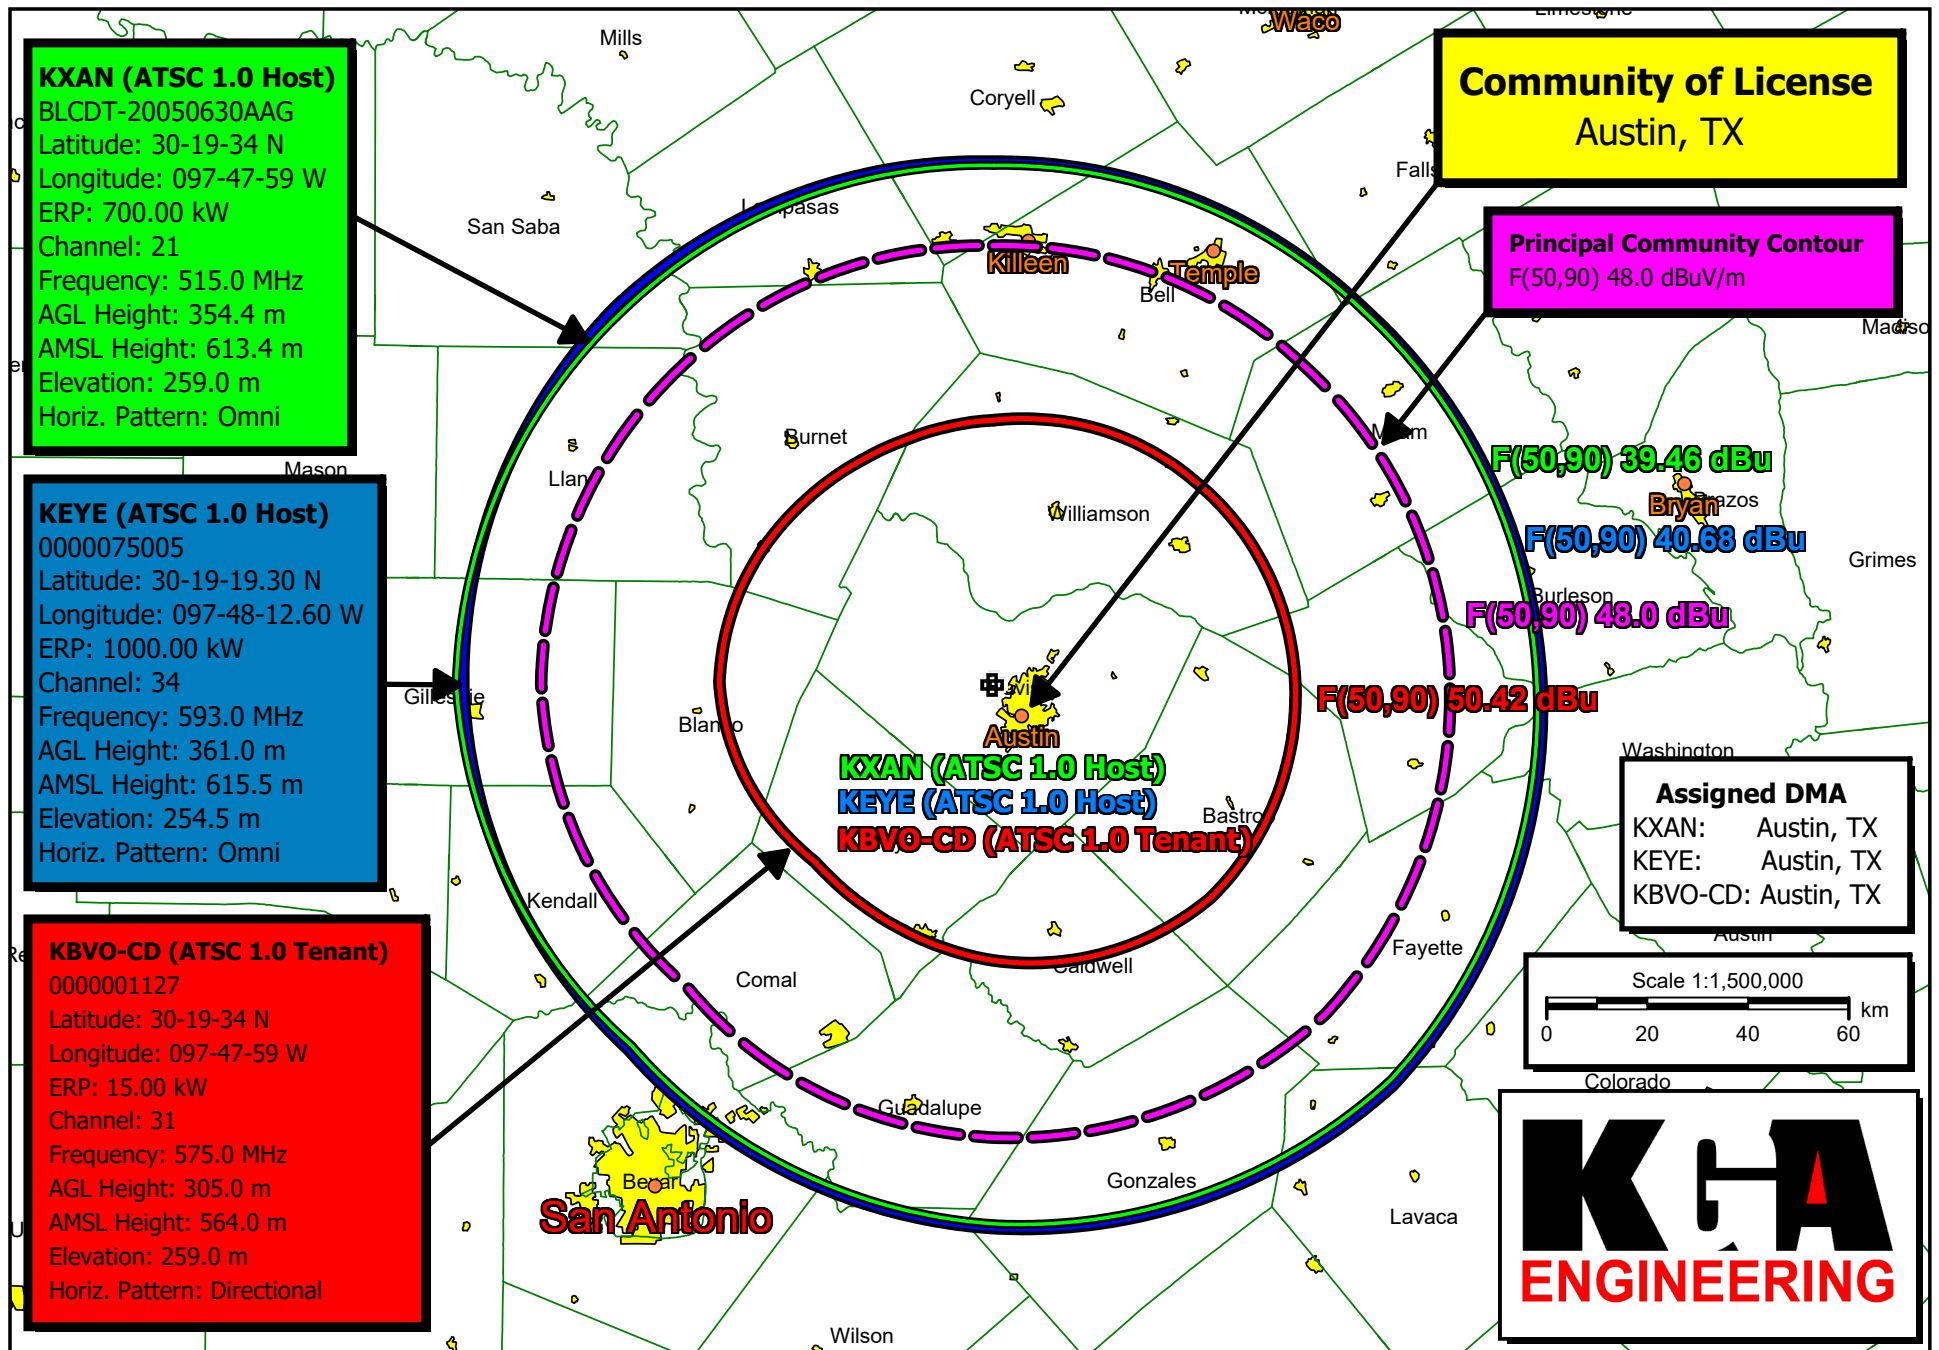 KXAN (ATSC 1.0 Host)
BLCDT-20050630AAG
Latitude: 30-19-34 N
Longitude: 097-47-59 W
ERP: 700.00 kW
Channel: 21
Frequency: 515.0 MHz
AGL Height: 354.4 m
AMSL Height: 613.4 m
Elevation: 259.0 m
Horiz. Pattern: Omni
KEYE (ATSC 1.0 Host)
0000075005
Latitude: 30-19-19.30 N
Longitude: 097-48-12.60 W
ERP: 1000.00 kW
Channel: 34
Frequency: 593.0 MHz
AGL Height: 361.0 m
AMSL Height: 615.5 m
Elevation: 254.5 m
Horiz. Pattern: Omni
KBVO-CD (ATSC 1.0 Tenant)
0000001127
Latitude: 30-19-34 N
Longitude: 097-47-59 W
ERP: 15.00 kW
Channel: 31
Frequency: 575.0 MHz
AGL Height: 305.0 m
AMSL Height: 564.0 m
Elevation: 259.0 m
Horiz. Pattern: Directional
Community of License
Austin, TX
Principal Community Contour
F(50,90) 48.0 dBuV/m
Waco
Mills
Coryell
San Saba
Lampasas
Killeen
Temple
Bell
Falls
Mason
Burnet
Llan
Milam
Williamson
F(50,90) 39.46 dBu
Bryan
Brazos
F(50,90) 40.68 dBu
Grimes
Burleson
F(50,90) 48.0 dBu
Gillespie
Blanco
Travis
Austin
F(50,90) 50.42 dBu
Washington
KXAN (ATSC 1.0 Host)
KEYE (ATSC 1.0 Host)
KBVO-CD (ATSC 1.0 Tenant)
Bastrop
Kendall
Comal
Caldwell
Fayette
Austin
Guadalupe
Gonzales
Bexar
San Antonio
Lavaca
Colorado
Wilson
Madiso
Assigned DMA
KXAN: Austin, TX
KEYE: Austin, TX
KBVO-CD: Austin, TX
Scale 1:1,500,000
km
0 20 40 60
KGA
ENGINEERING